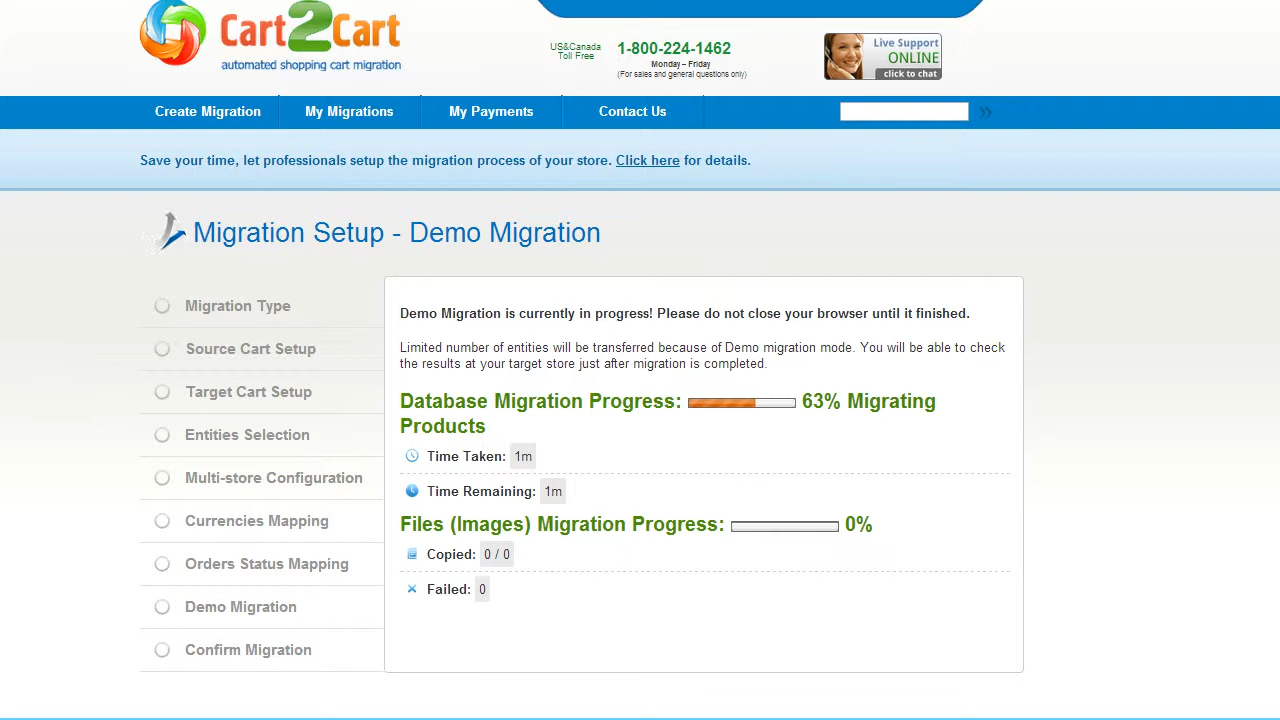 Cart2Cart
automated shopping cart migration
US&Canada
Toll Free
1-800-224-1462
Monday – Friday
(For sales and general questions only)
Live Support
ONLINE
click to chat
Create Migration
My Migrations
My Payments
Contact Us
»
Save your time, let professionals setup the migration process of your store. Click here for details.
Migration Setup - Demo Migration
Migration Type
Source Cart Setup
Target Cart Setup
Entities Selection
Multi-store Configuration
Currencies Mapping
Orders Status Mapping
Demo Migration
Confirm Migration
Demo Migration is currently in progress! Please do not close your browser until it finished.
Limited number of entities will be transferred because of Demo migration mode. You will be able to check
the results at your target store just after migration is completed.
Database Migration Progress: 63% Migrating
Products
Time Taken: 1m
Time Remaining: 1m
Files (Images) Migration Progress: 0%
Copied: 0 / 0
Failed: 0